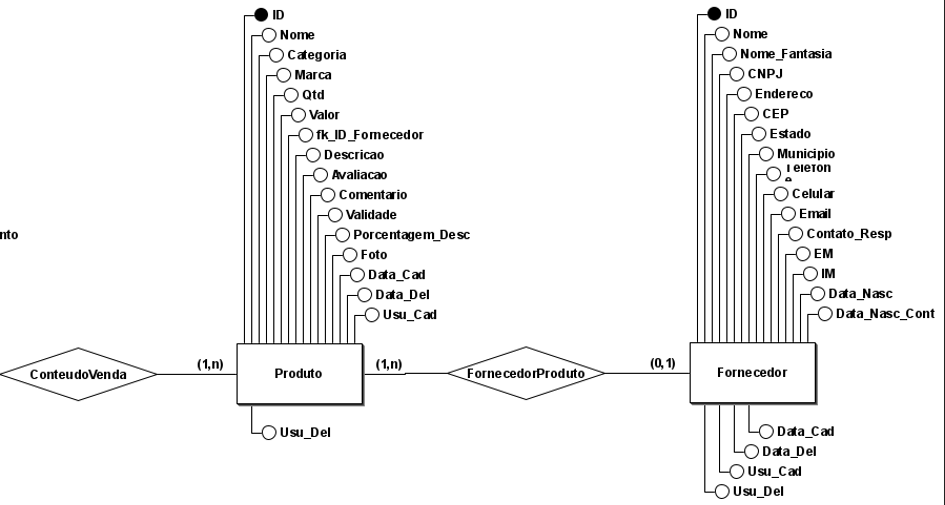 ID
Nome
Categoria
Marca
Qtd
Valor
fk_ID_Fornecedor
Descricao
Avaliacao
Comentario
Validade
Porcentagem_Desc
Foto
Data_Cad
Data_Del
Usu_Cad
nto
ConteudoVenda
(1,n)
Produto
(1,n)
FornecedorProduto
(0,1)
Fornecedor
Usu_Del
ID
Nome
Nome_Fantasia
CNPJ
Endereco
CEP
Estado
Municipio
Telefon
e
Celular
Email
Contato_Resp
EM
IM
Data_Nasc
Data_Nasc_Cont
Data_Cad
Data_Del
Usu_Cad
Usu_Del